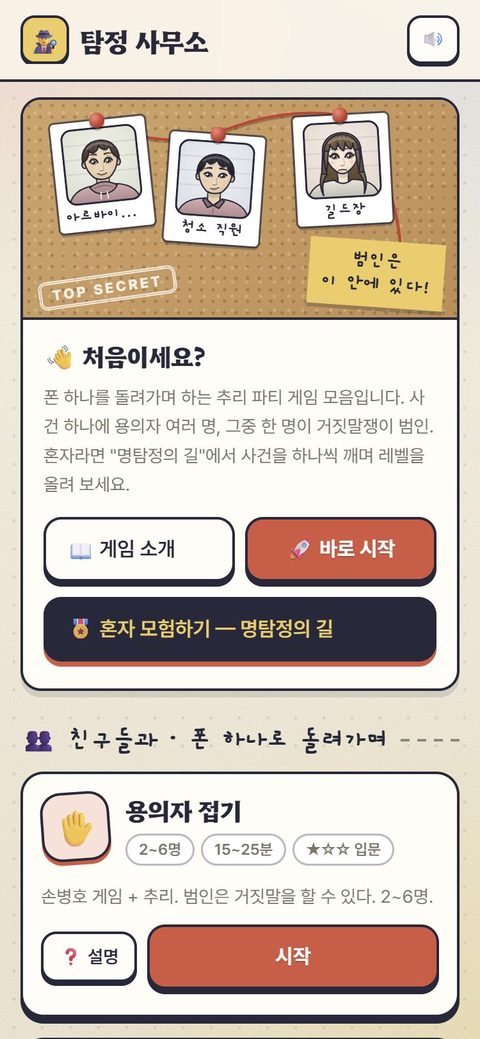 탐정 사무소
아르바이...
청소 직원
길드장
범인은
이 안에 있다!
TOP SECRET
처음이세요?
폰 하나를 돌려가며 하는 추리 파티 게임 모음입니다. 사
건 하나에 용의자 여러 명, 그중 한 명이 거짓말쟁이 범인.
혼자라면 "명탐정의 길"에서 사건을 하나씩 깨며 레벨을
올려 보세요.
게임 소개
바로 시작
혼자 모험하기 — 명탐정의 길
친구들과 · 폰 하나로 돌려가며
용의자 접기
2~6명
15~25분
★☆☆ 입문
손병호 게임 + 추리. 범인은 거짓말을 할 수 있다. 2~6명.
❓ 설명
시작